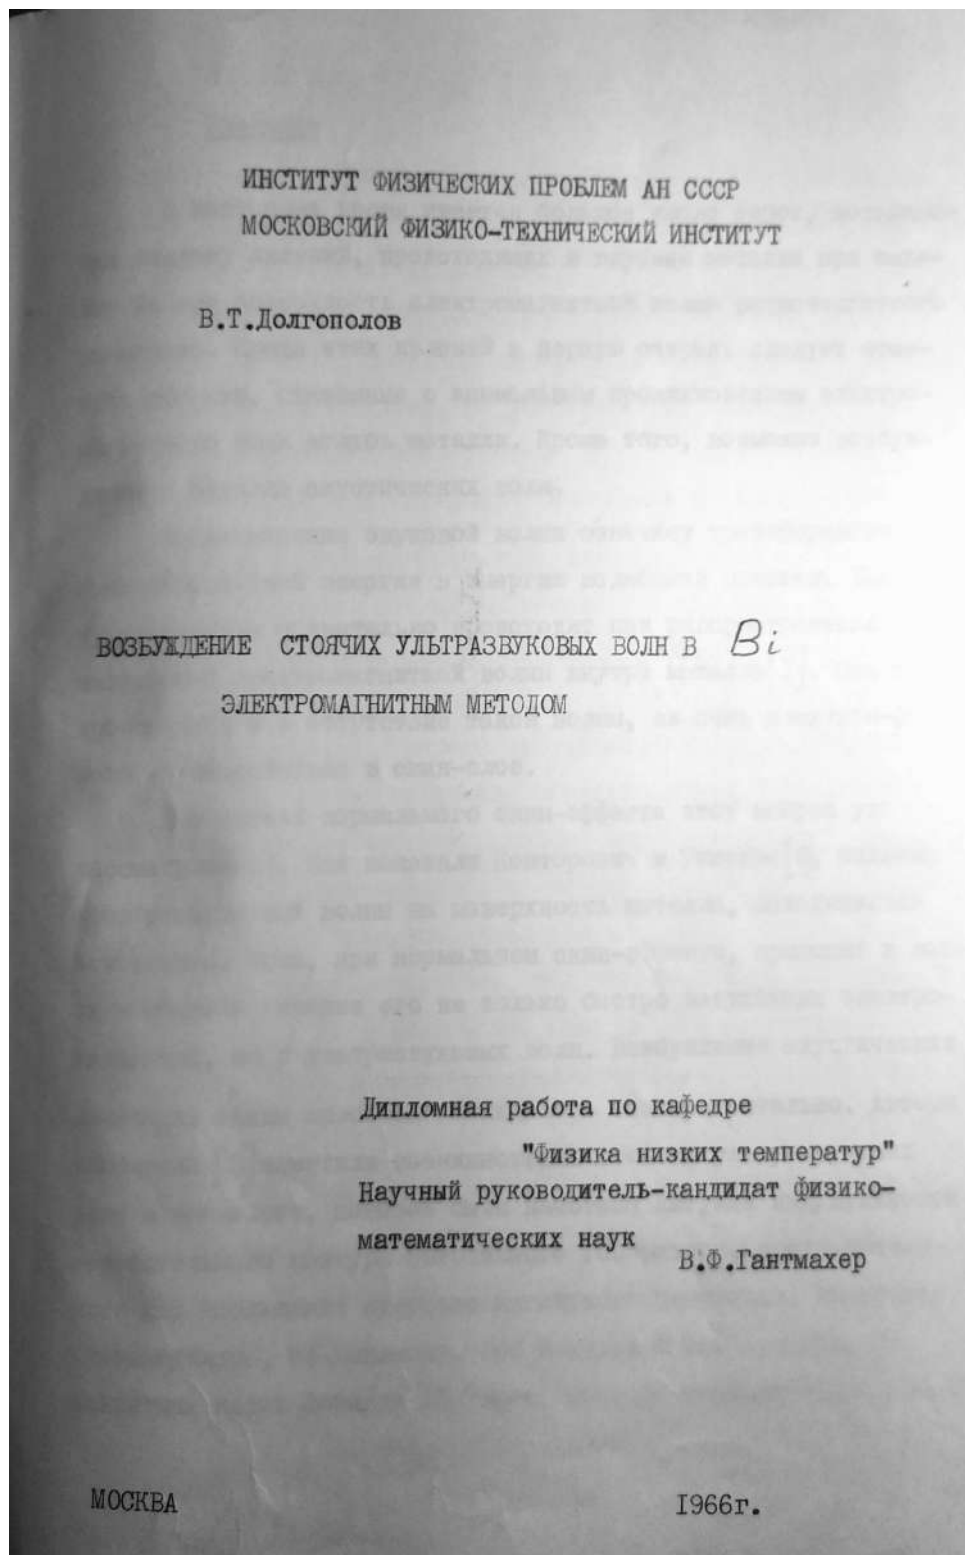 ИНСТИТУТ ФИЗИЧЕСКИХ ПРОБЛЕМ АН СССР
МОСКОВСКИЙ ФИЗИКО-ТЕХНИЧЕСКИЙ ИНСТИТУТ
В.Т.Долгополов
ВОЗБУЖДЕНИЕ СТОЯЧИХ УЛЬТРАЗВУКОВЫХ ВОЛН В Bi
ЭЛЕКТРОМАГНИТНЫМ МЕТОДОМ
Дипломная работа по кафедре
"Физика низких температур"
Научный руководитель-кандидат физико-
математических наук
В.Ф.Гантмахер
МОСКВА 1966г.